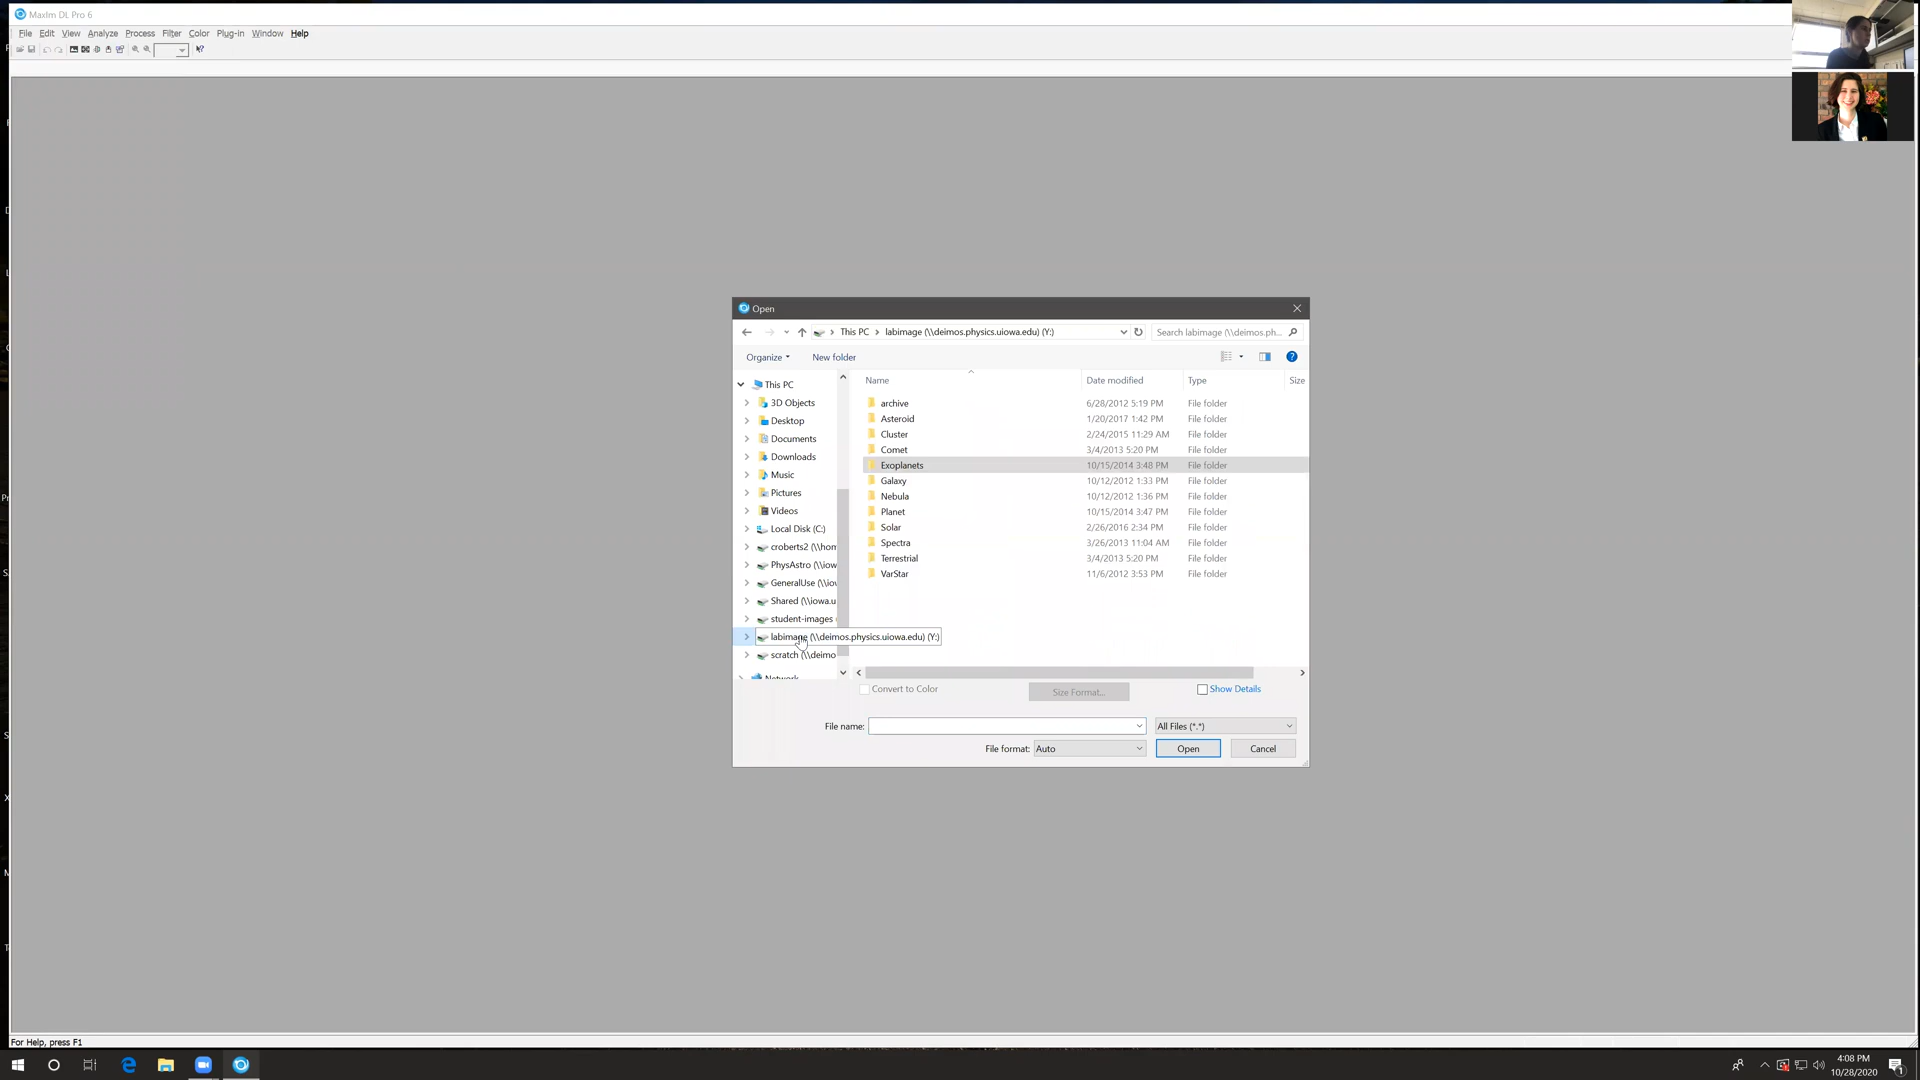 MaxIm DL Pro 6
File Edit View Analyze Process Filter Color Plug-in Window Help
Open
This PC > labimage (\\deimos.physics.uiowa.edu) (Y:)
Search labimage (\\deimos.ph...
Organize
New folder
Name Date modified Type Size
This PC
3D Objects
Desktop
Documents
Downloads
Music
Pictures
Videos
Local Disk (C:)
croberts2 (\\hom
PhysAstro (\\iow
GeneralUse (\\iow
Shared (\\iowa.u
student-images
labimage (\\deimos.physics.uiowa.edu) (Y:)
scratch (\\deimo
Network
archive 6/28/2012 5:19 PM File folder
Asteroid 1/20/2017 1:42 PM File folder
Cluster 2/24/2015 11:29 AM File folder
Comet 3/4/2013 5:20 PM File folder
Exoplanets 10/15/2014 3:48 PM File folder
Galaxy 10/12/2012 1:33 PM File folder
Nebula 10/12/2012 1:36 PM File folder
Planet 10/15/2014 3:47 PM File folder
Solar 2/26/2016 2:34 PM File folder
Spectra 3/26/2013 11:04 AM File folder
Terrestrial 3/4/2013 5:20 PM File folder
VarStar 11/6/2012 3:53 PM File folder
Convert to Color
Size Format...
Show Details
File name:
All Files (*.*)
File format: Auto
Open
Cancel
For Help, press F1
4:08 PM
10/28/2020